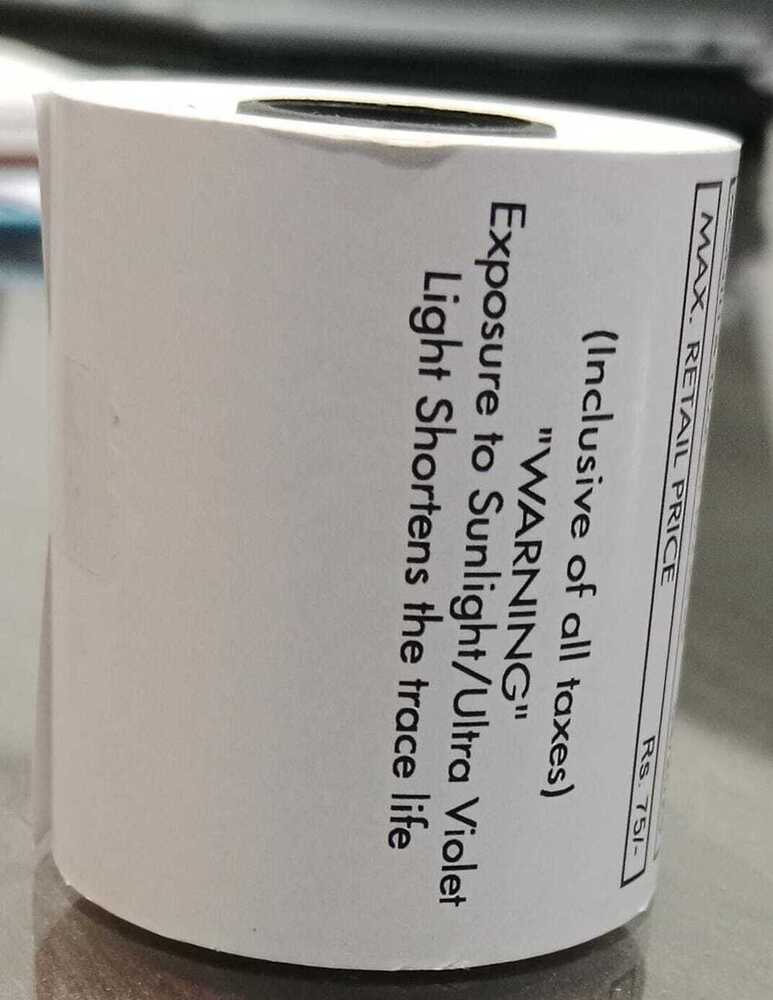 MAX. RETAIL PRICE Rs. 75/-
(Inclusive of all taxes)
"WARNING"
Exposure to Sunlight/Ultra Violet
Light Shortens the trace life